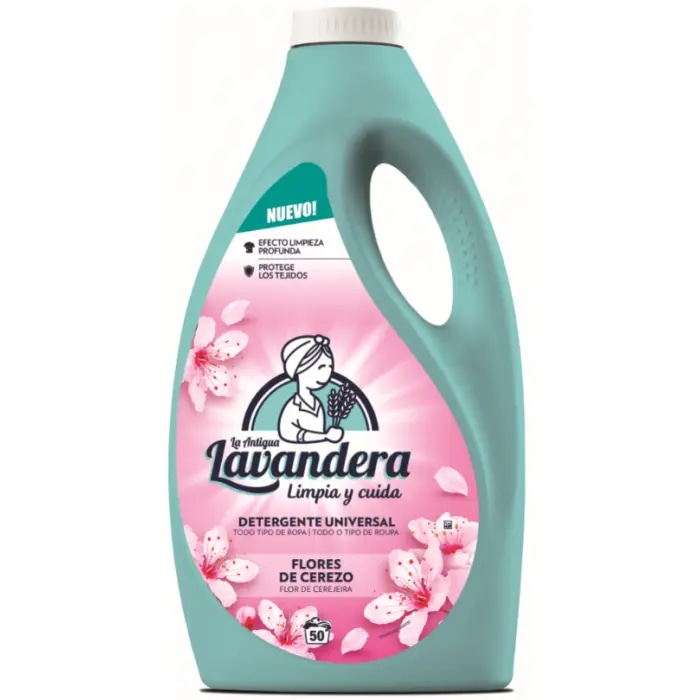 NUEVO!
EFECTO LIMPIEZA
PROFUNDA
PROTEGE
LOS TEJIDOS
La Antigua
Lavandera
Limpia y cuida
DETERGENTE UNIVERSAL
TODO TIPO DE ROPA | TODO O TIPO DE ROUPA
FLORES
DE CEREZO
FLOR DE CEREJEIRA
50